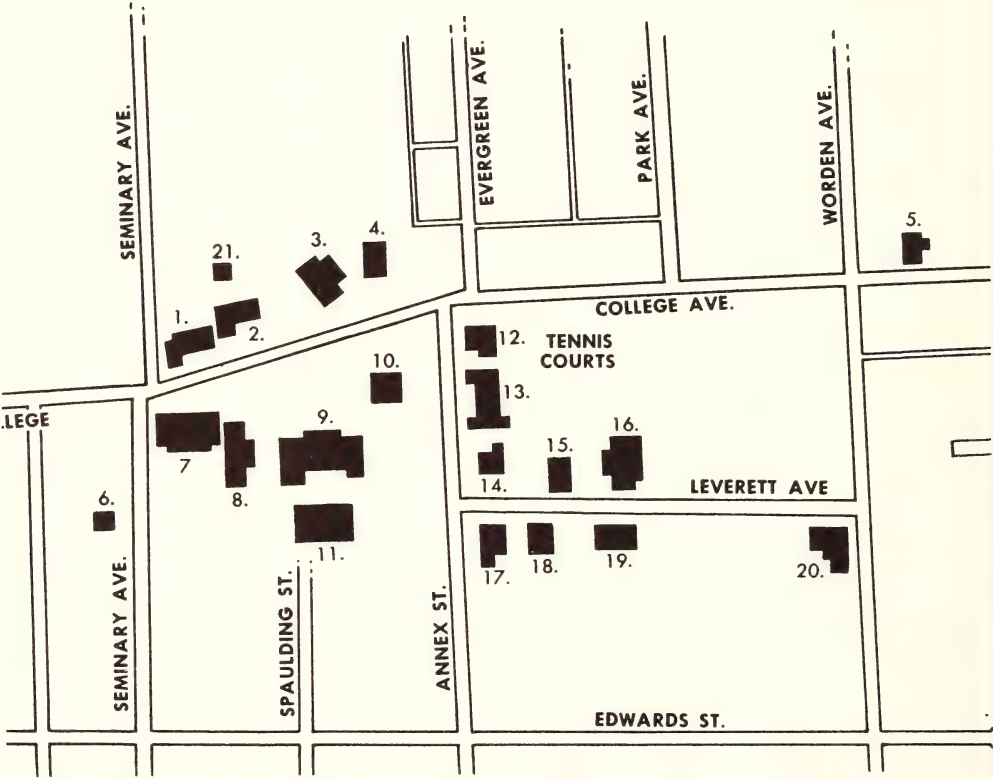 SEMINARY AVE.
EVERGREEN AVE.
PARK AVE.
WORDEN AVE.
5.
4.
3.
21.
1.
2.
COLLEGE AVE.
12.
TENNIS
COURTS
10.
13.
.LEGE
7
8.
9.
16.
15.
14.
LEVERETT AVE
6.
11.
17.
18.
19.
20.
SEMINARY AVE.
SPAULDING ST.
ANNEX ST.
EDWARDS ST.